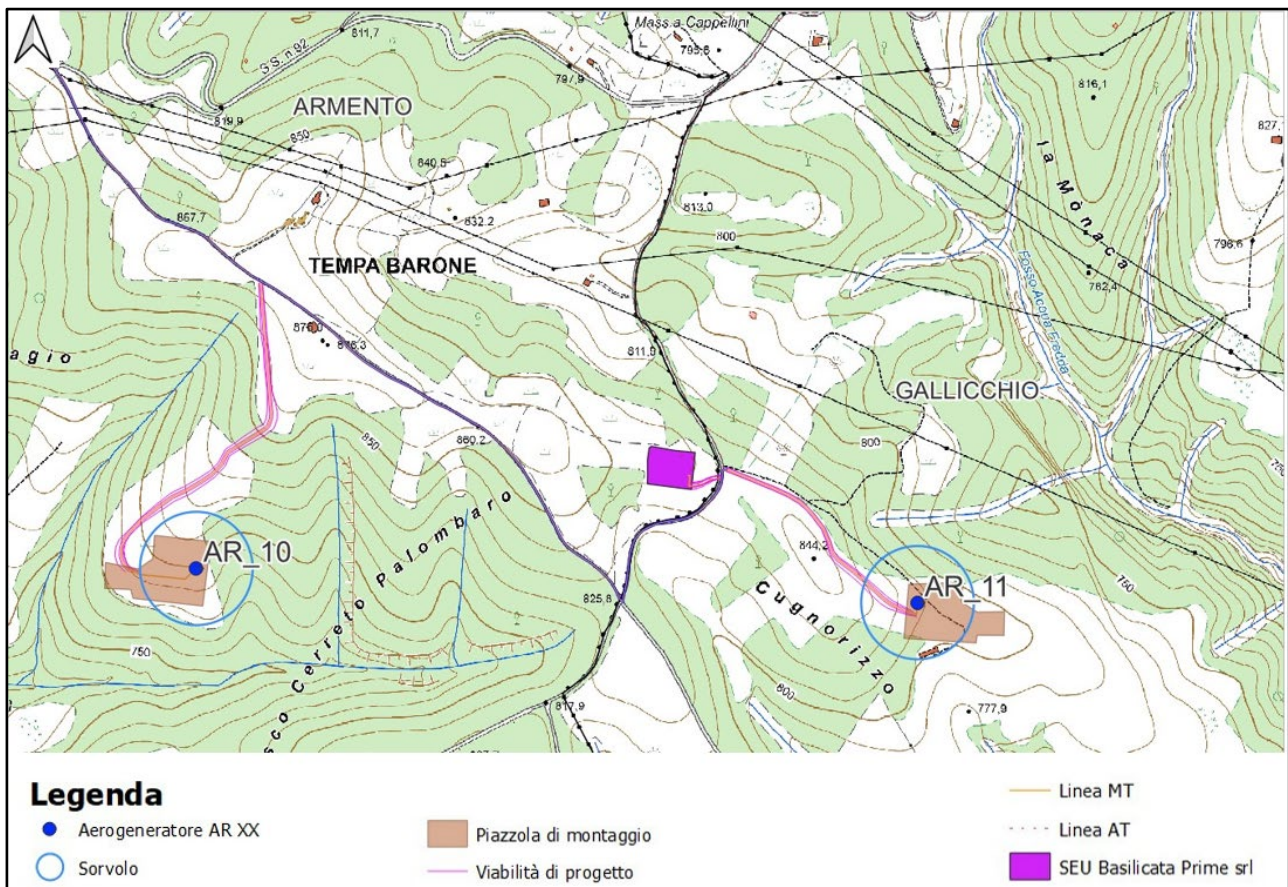 Mass.a Cappellini
811,7
S.S. n.92
795,8
797,9
816,1
ARMENTO
819,9
850
827
840,5
la Mònaca
813,0
867,7
832,2
800
796,6
TEMPA BARONE
782,4
Fosso Acqua Fredda
876,0
876,3
811,9
agio
GALLICCHIO
860,2
850
800
750
sco Cerreto Palombaro
AR_10
844,2
750
AR_11
825,8
Cugnorizzo
750
800
817,9
777,9
Legenda
Aerogeneratore AR XX
Sorvolo
Piazzola di montaggio
Viabilità di progetto
Linea MT
Linea AT
SEU Basilicata Prime srl